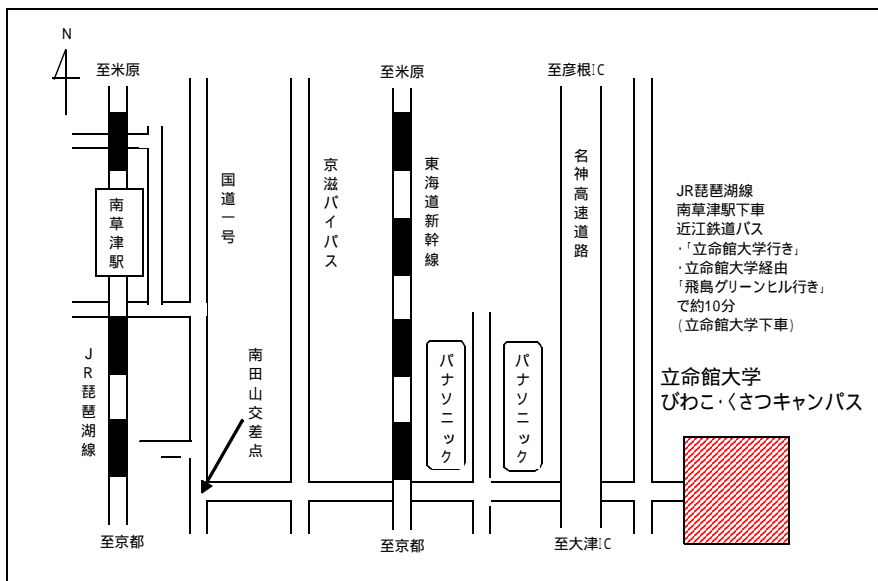 N
至米原
至米原
至彦根IC
南草津駅
国道一号
京滋バイパス
東海道新幹線
名神高速道路
JR琵琶湖線
南草津駅下車
近江鉄道バス
・「立命館大学行き」
・立命館大学経由
「飛島グリーンヒル行き」
で約10分
(立命館大学下車)
JR琵琶湖線
南田山交差点
パナソニック
パナソニック
立命館大学
びわこ・くさつキャンパス
至京都
至京都
至大津IC